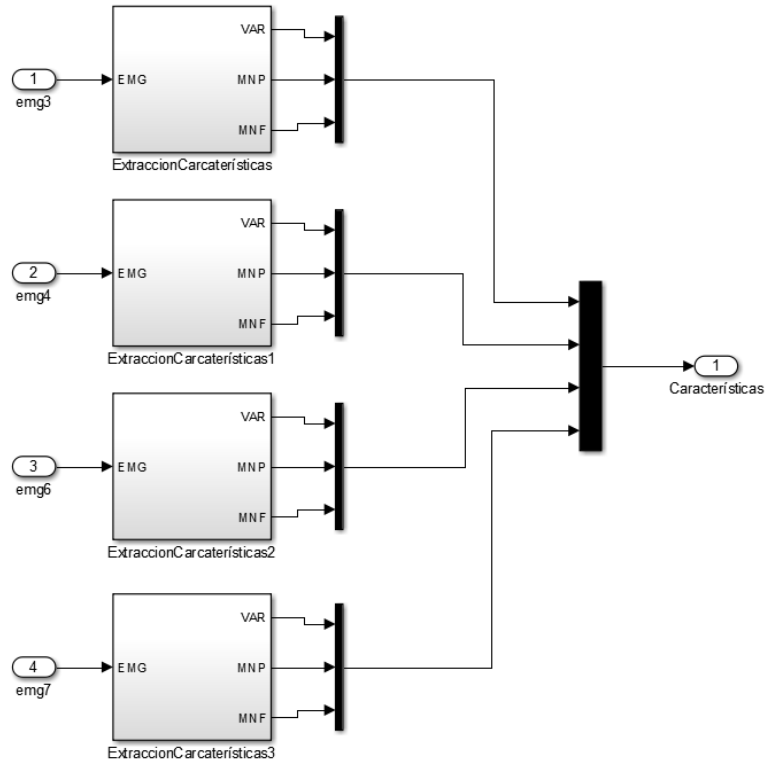 VAR
1
EMG
MNP
emg3
MNF
ExtraccionCarcaterísticas
VAR
2
EMG
MNP
emg4
MNF
ExtraccionCarcaterísticas1
1
Características
VAR
3
EMG
MNP
emg6
MNF
ExtraccionCarcaterísticas2
VAR
4
EMG
MNP
emg7
MNF
ExtraccionCarcaterísticas3